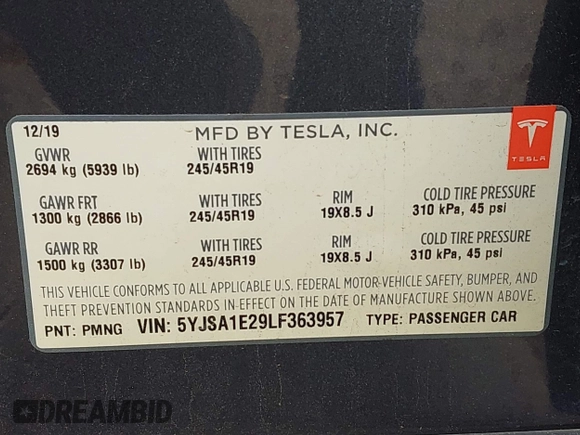 12/19 MFD BY TESLA, INC.
TESLA
GVWR WITH TIRES
2694 kg (5939 lb) 245/45R19
GAWR FRT WITH TIRES RIM COLD TIRE PRESSURE
1300 kg (2866 lb) 245/45R19 19X8.5 J 310 kPa, 45 psi
GAWR RR WITH TIRES RIM COLD TIRE PRESSURE
1500 kg (3307 lb) 245/45R19 19X8.5 J 310 kPa, 45 psi
THIS VEHICLE CONFORMS TO ALL APPLICABLE U.S. FEDERAL MOTOR-VEHICLE SAFETY, BUMPER, AND
THEFT PREVENTION STANDARDS IN EFFECT ON THE DATE OF MANUFACTURE SHOWN ABOVE.
PNT: PMNG VIN: 5YJSA1E29LF363957 TYPE: PASSENGER CAR
DREAMBID